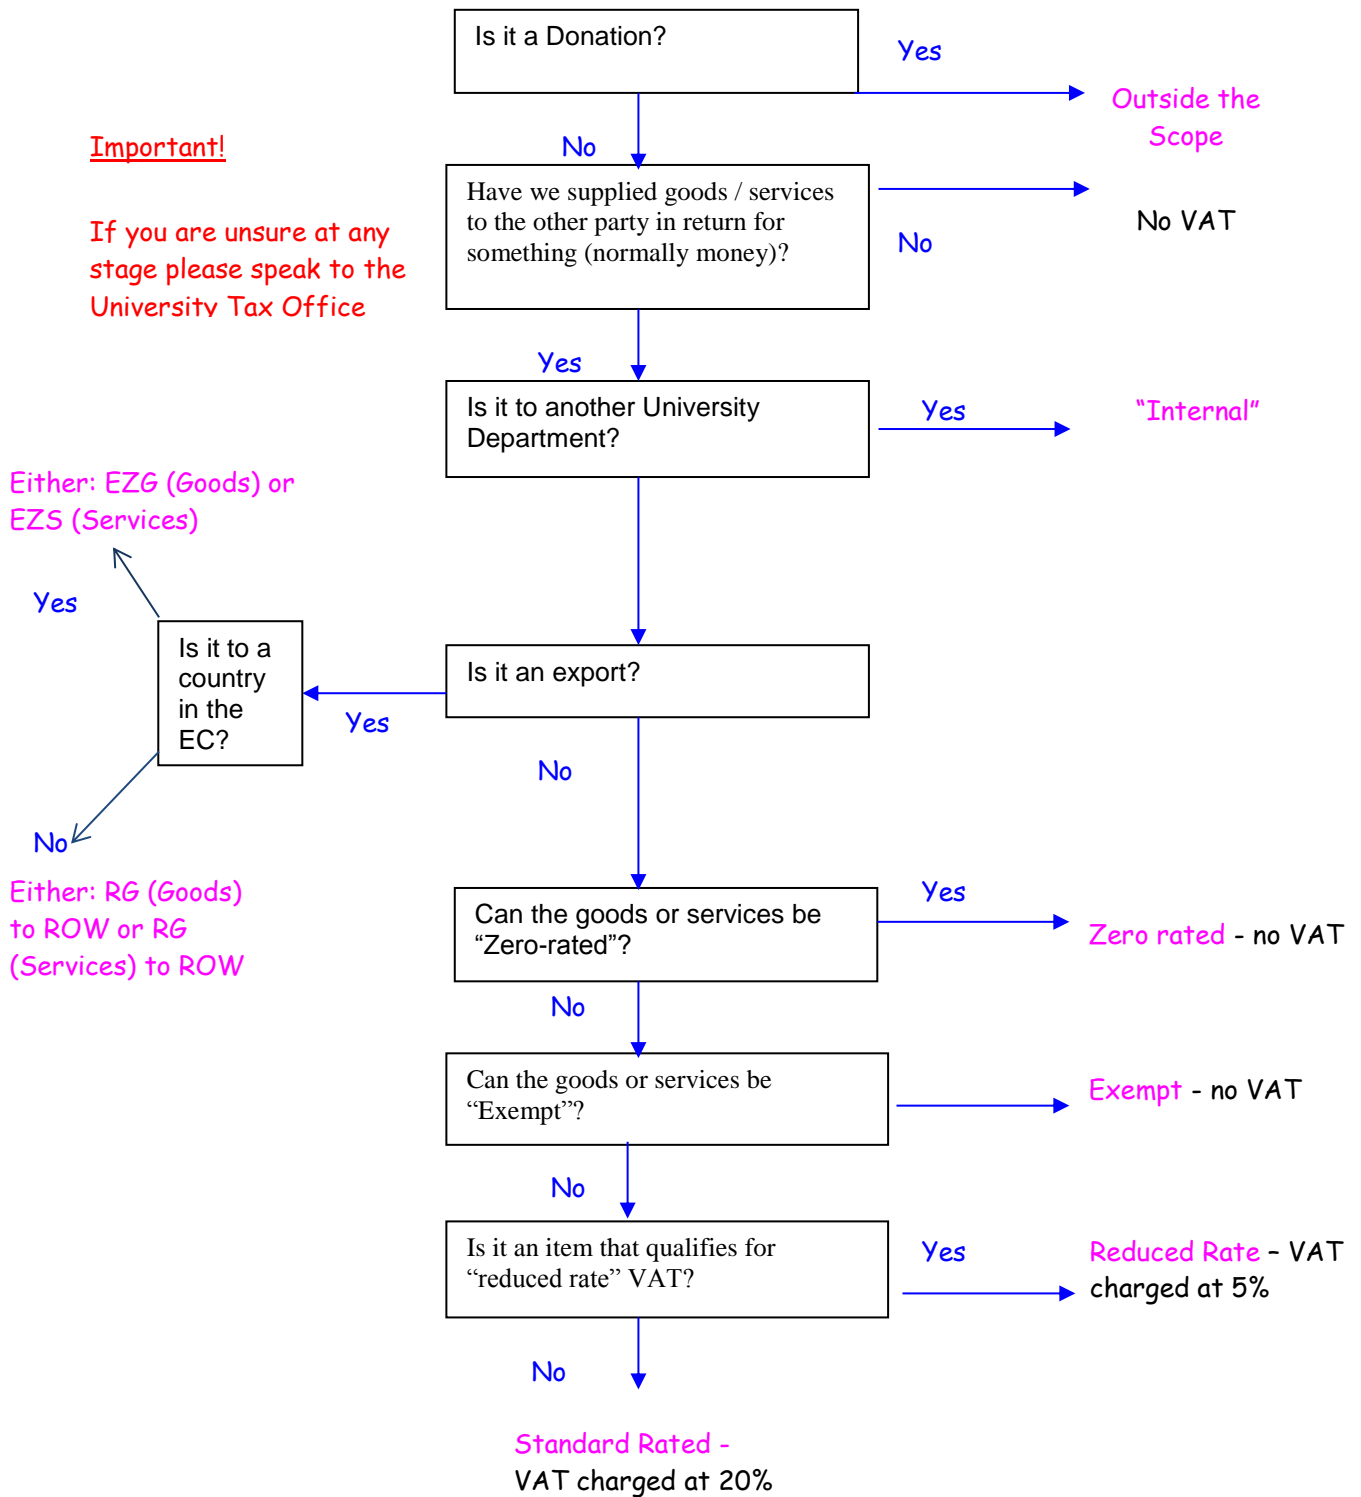 Is it a Donation?
Yes
Outside the
Scope
Important!
No
Have we supplied goods / services
to the other party in return for
something (normally money)?
No VAT
No
If you are unsure at any
stage please speak to the
University Tax Office
Yes
Is it to another University
Department?
Yes
“Internal”
Either: EZG (Goods) or
EZS (Services)
Yes
Is it to a
country
in the
EC?
Yes
Is it an export?
No
No
Either: RG (Goods)
to ROW or RG
(Services) to ROW
Can the goods or services be
“Zero-rated”?
Yes
Zero rated - no VAT
No
Can the goods or services be
“Exempt”?
Exempt - no VAT
No
Is it an item that qualifies for
“reduced rate” VAT?
Yes
Reduced Rate – VAT
charged at 5%
No
Standard Rated -
VAT charged at 20%